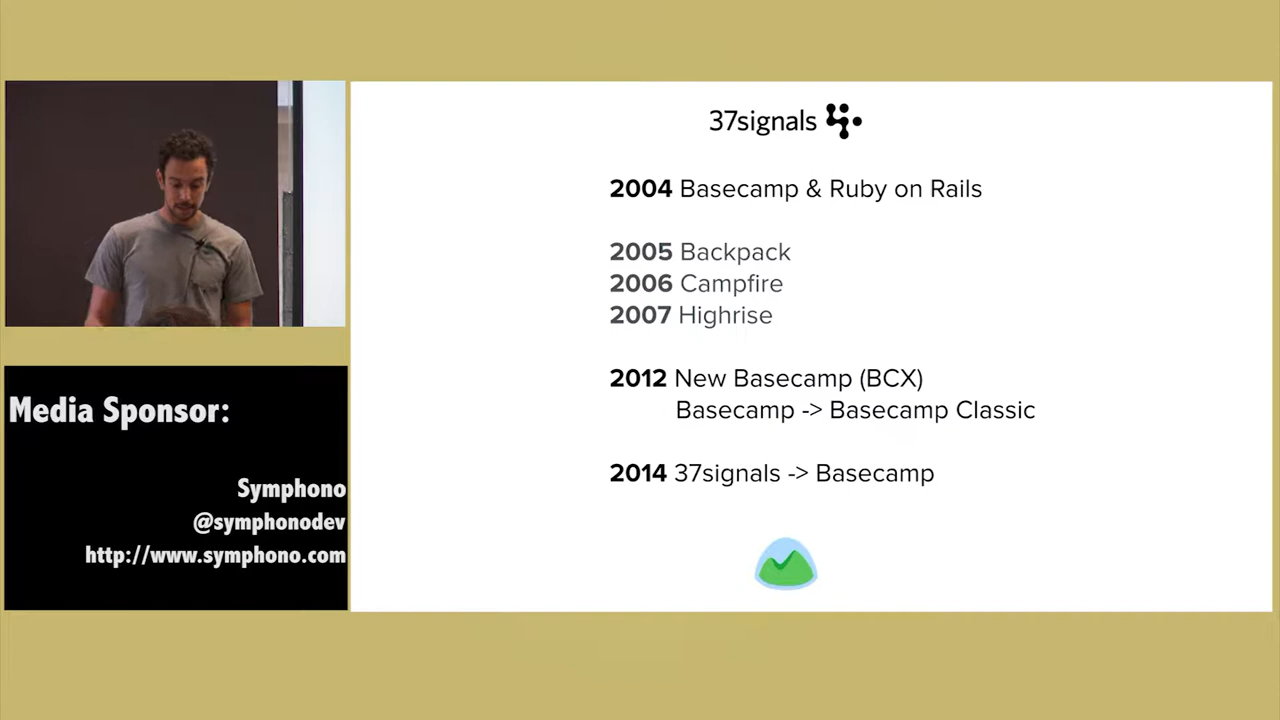 37signals
2004 Basecamp & Ruby on Rails
2005 Backpack
2006 Campfire
2007 Highrise
2012 New Basecamp (BCX)
Basecamp -> Basecamp Classic
2014 37signals -> Basecamp
Media Sponsor:
Symphono
@symphonodev
http://www.symphono.com